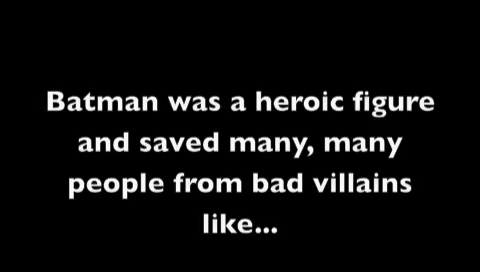 Batman was a heroic figure
and saved many, many
people from bad villains
like...